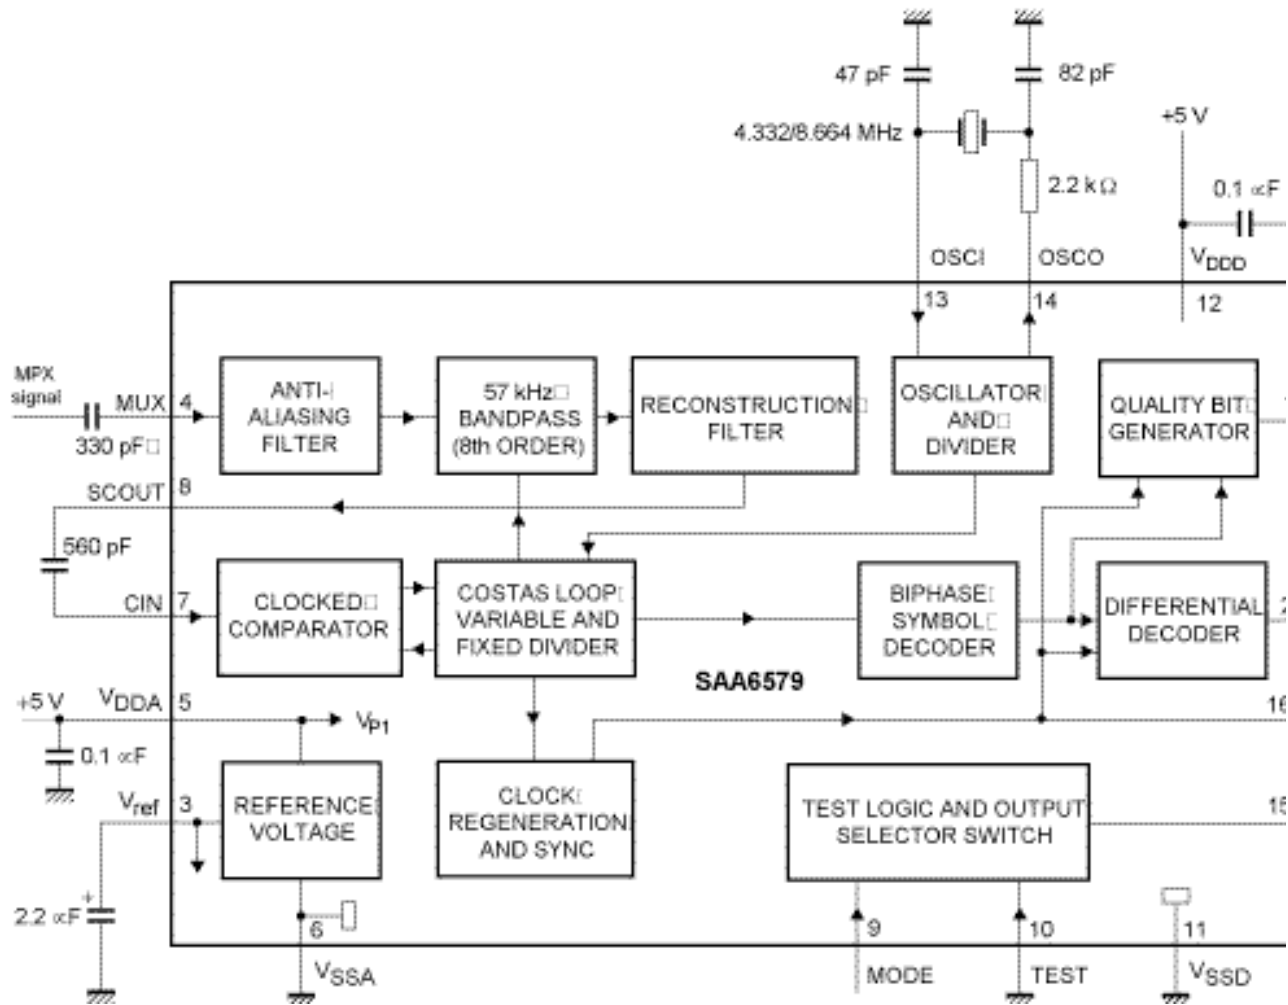 47 pF
82 pF
4.332/8.664 MHz
2.2 k Ω
+5 V
0.1 ∝F
OSCI
OSCO
VDDD
13
14
12
MPX
signal
MUX
4
330 pF
ANTI-
ALIASING
FILTER
57 kHz
BANDPASS
(8th ORDER)
RECONSTRUCTION
FILTER
OSCILLATOR
AND
DIVIDER
QUALITY BIT
GENERATOR
SCOUT
8
560 pF
CIN
7
CLOCKED
COMPARATOR
COSTAS LOOP
VARIABLE AND
FIXED DIVIDER
BIPHASE
SYMBOL
DECODER
DIFFERENTIAL
DECODER
2
SAA6579
+5 V
VDDA
5
VP1
16
0.1 ∝F
Vref
3
REFERENCE
VOLTAGE
CLOCK
REGENERATION
AND SYNC
TEST LOGIC AND OUTPUT
SELECTOR SWITCH
15
2.2 ∝F
+
6
9
10
11
VSSA
MODE
TEST
VSSD